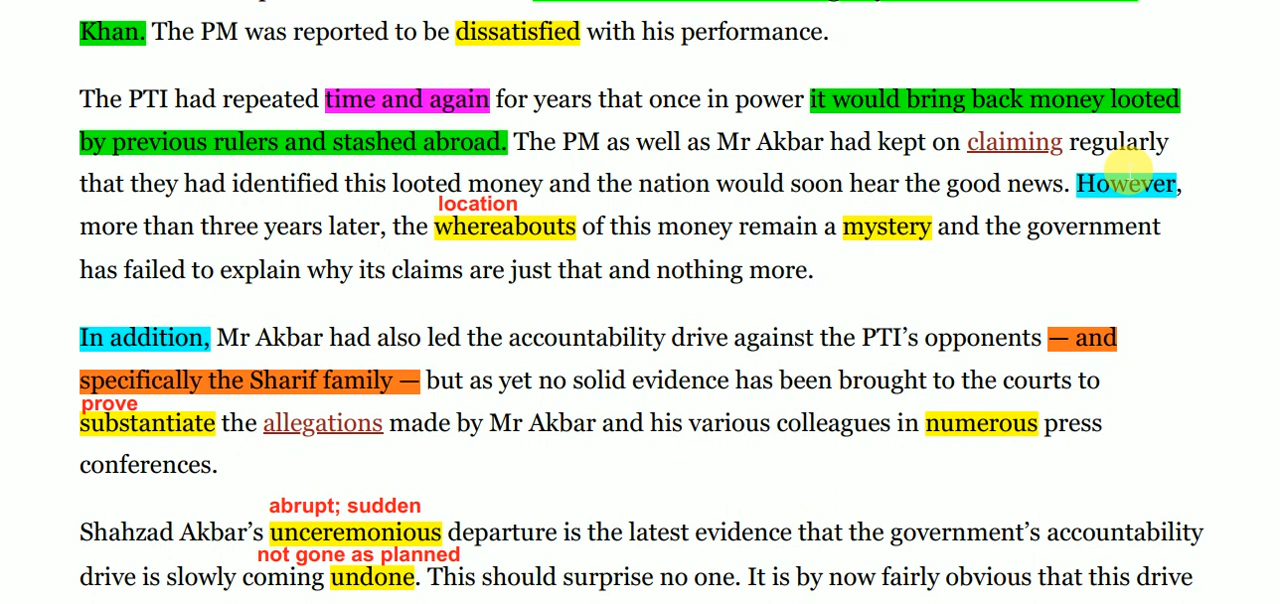 Khan. The PM was reported to be dissatisfied with his performance.
The PTI had repeated time and again for years that once in power it would bring back money looted
by previous rulers and stashed abroad. The PM as well as Mr Akbar had kept on claiming regularly
that they had identified this looted money and the nation would soon hear the good news. However,
location
more than three years later, the whereabouts of this money remain a mystery and the government
has failed to explain why its claims are just that and nothing more.
In addition, Mr Akbar had also led the accountability drive against the PTI’s opponents — and
specifically the Sharif family — but as yet no solid evidence has been brought to the courts to
prove
substantiate the allegations made by Mr Akbar and his various colleagues in numerous press
conferences.
abrupt; sudden
Shahzad Akbar’s unceremonious departure is the latest evidence that the government’s accountability
not gone as planned
drive is slowly coming undone. This should surprise no one. It is by now fairly obvious that this drive